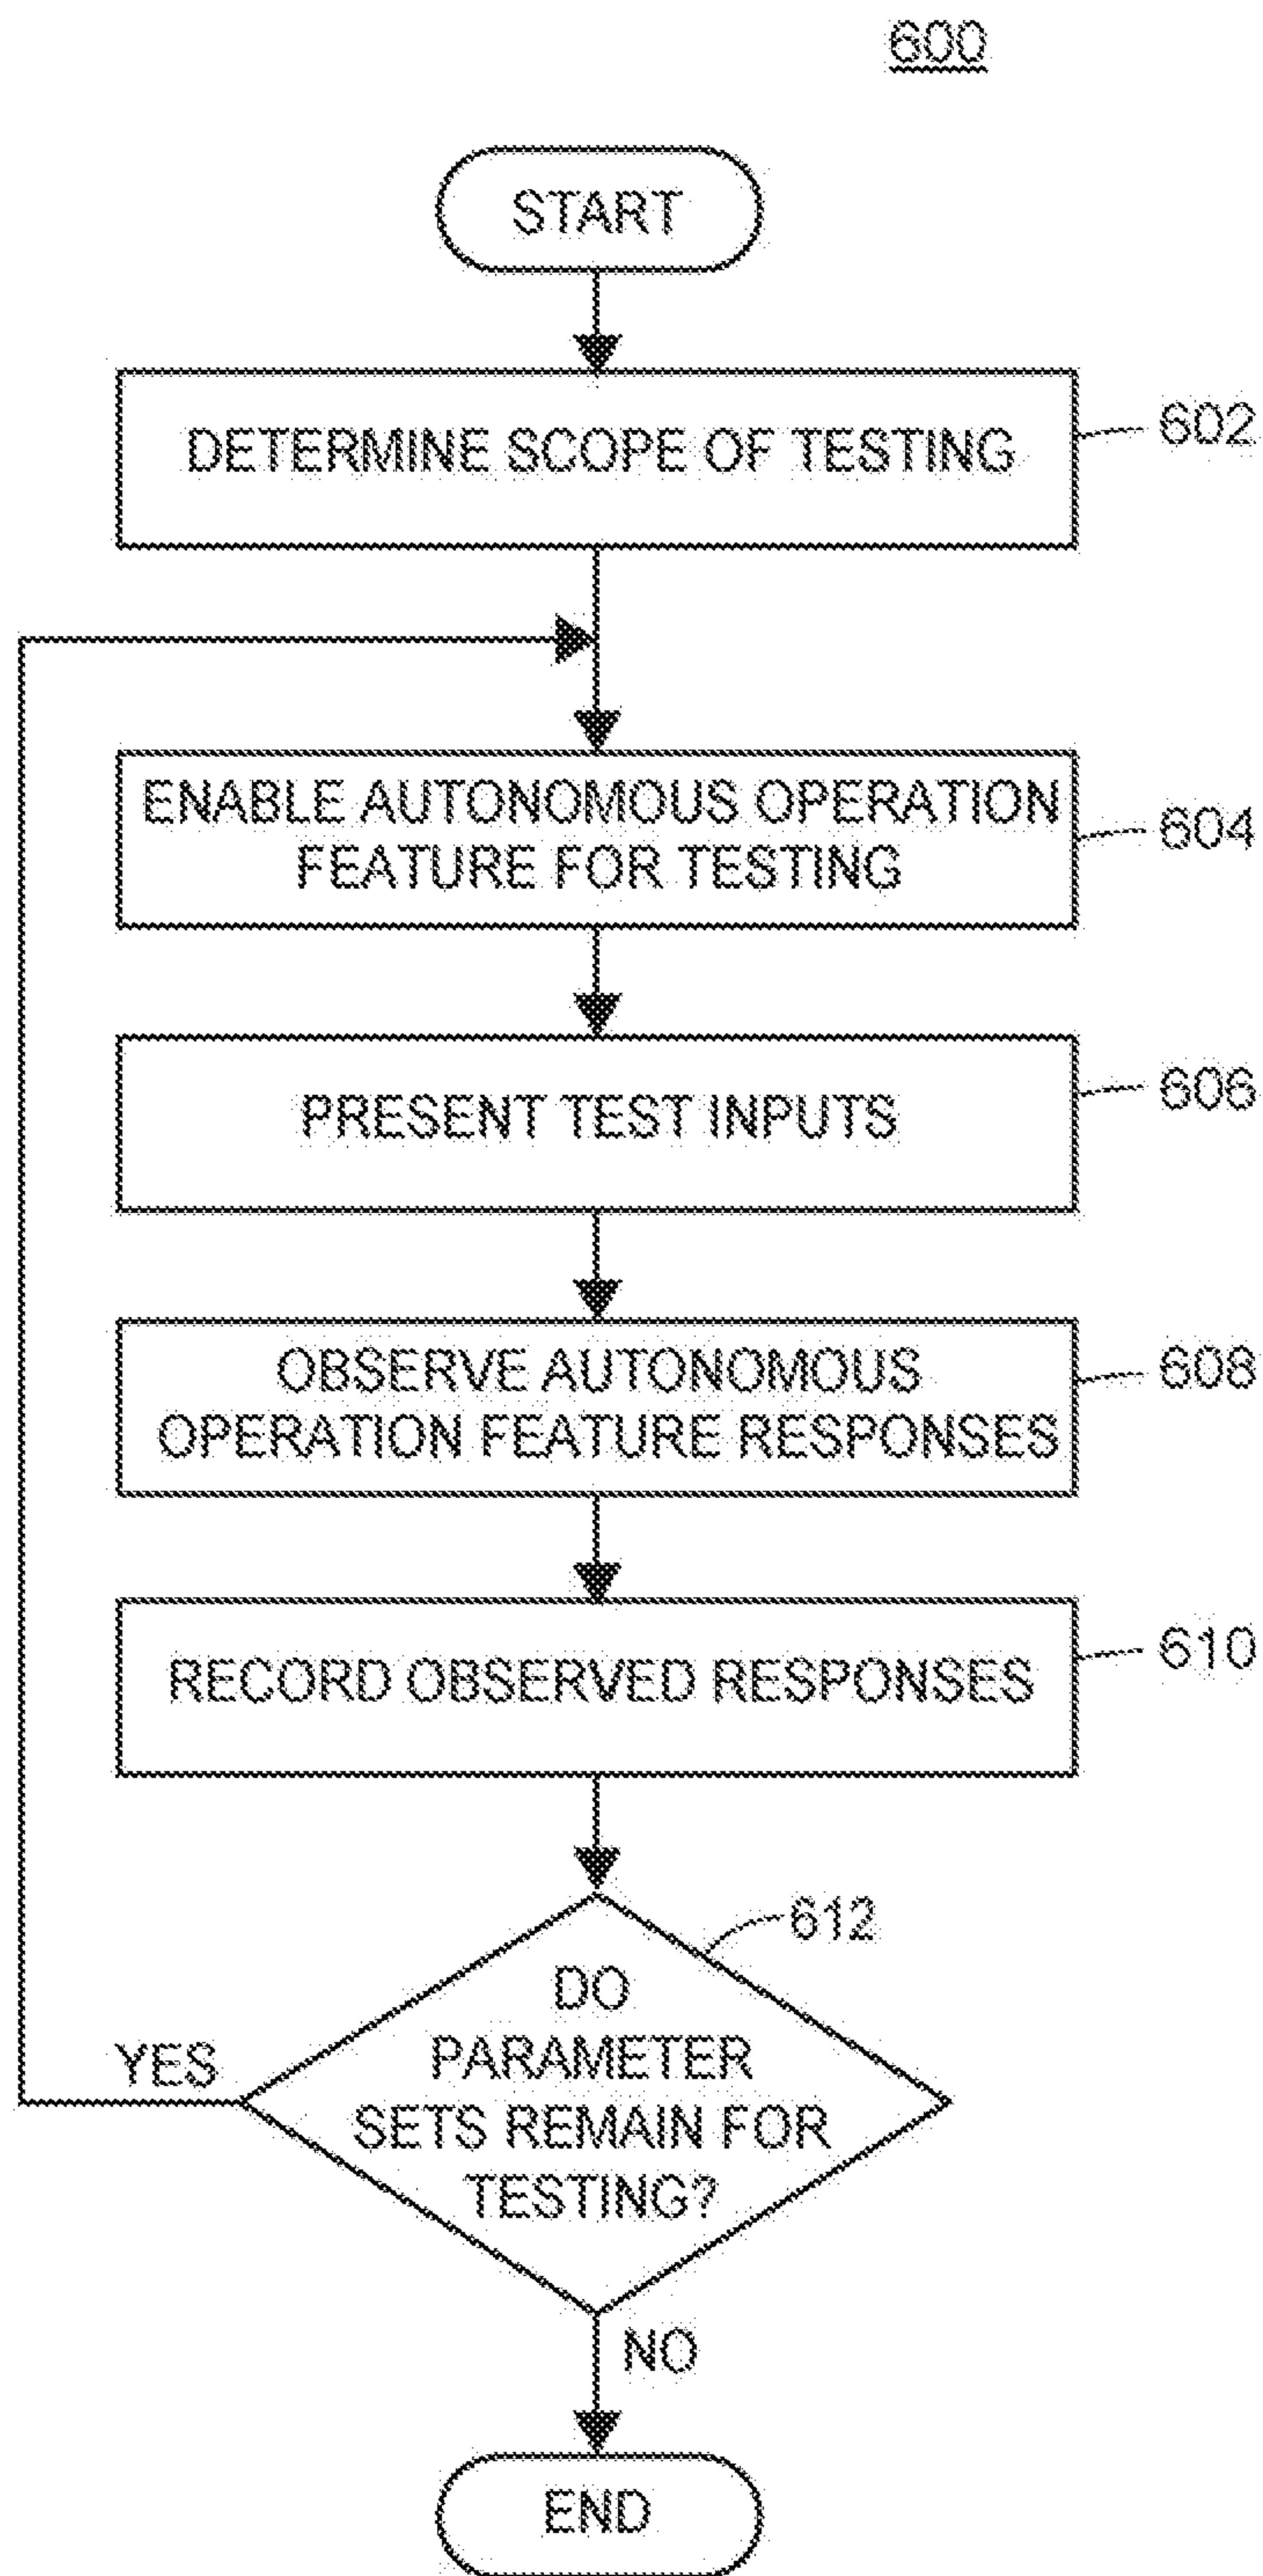 600
START
DETERMINE SCOPE OF TESTING
602
ENABLE AUTONOMOUS OPERATION
FEATURE FOR TESTING
604
PRESENT TEST INPUTS
606
OBSERVE AUTONOMOUS
OPERATION FEATURE RESPONSES
608
RECORD OBSERVED RESPONSES
610
612
DO
PARAMETER
SETS REMAIN FOR
TESTING?
YES
NO
END